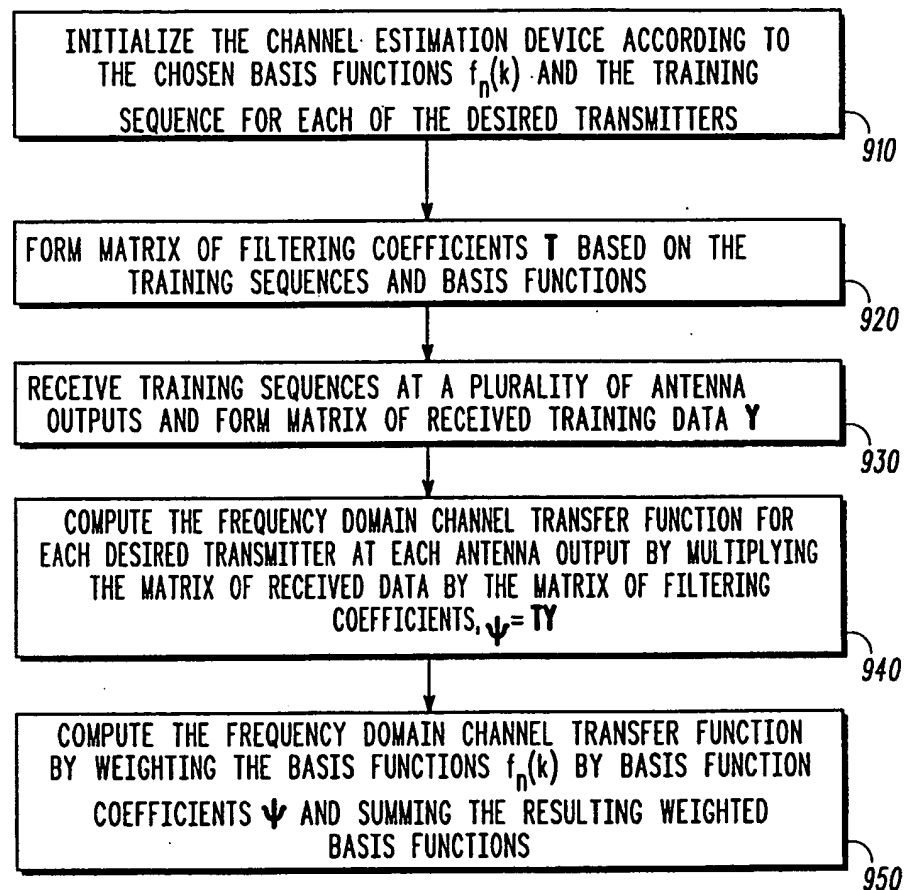 INITIALIZE THE CHANNEL ESTIMATION DEVICE ACCORDING TO
THE CHOSEN BASIS FUNCTIONS fn(k) AND THE TRAINING
SEQUENCE FOR EACH OF THE DESIRED TRANSMITTERS
910
FORM MATRIX OF FILTERING COEFFICIENTS T BASED ON THE
TRAINING SEQUENCES AND BASIS FUNCTIONS
920
RECEIVE TRAINING SEQUENCES AT A PLURALITY OF ANTENNA
OUTPUTS AND FORM MATRIX OF RECEIVED TRAINING DATA Y
930
COMPUTE THE FREQUENCY DOMAIN CHANNEL TRANSFER FUNCTION FOR
EACH DESIRED TRANSMITTER AT EACH ANTENNA OUTPUT BY MULTIPLYING
THE MATRIX OF RECEIVED DATA BY THE MATRIX OF FILTERING
COEFFICIENTS, ψ = TY
940
COMPUTE THE FREQUENCY DOMAIN CHANNEL TRANSFER FUNCTION
BY WEIGHTING THE BASIS FUNCTIONS fn(k) BY BASIS FUNCTION
COEFFICIENTS ψ AND SUMMING THE RESULTING WEIGHTED
BASIS FUNCTIONS
950